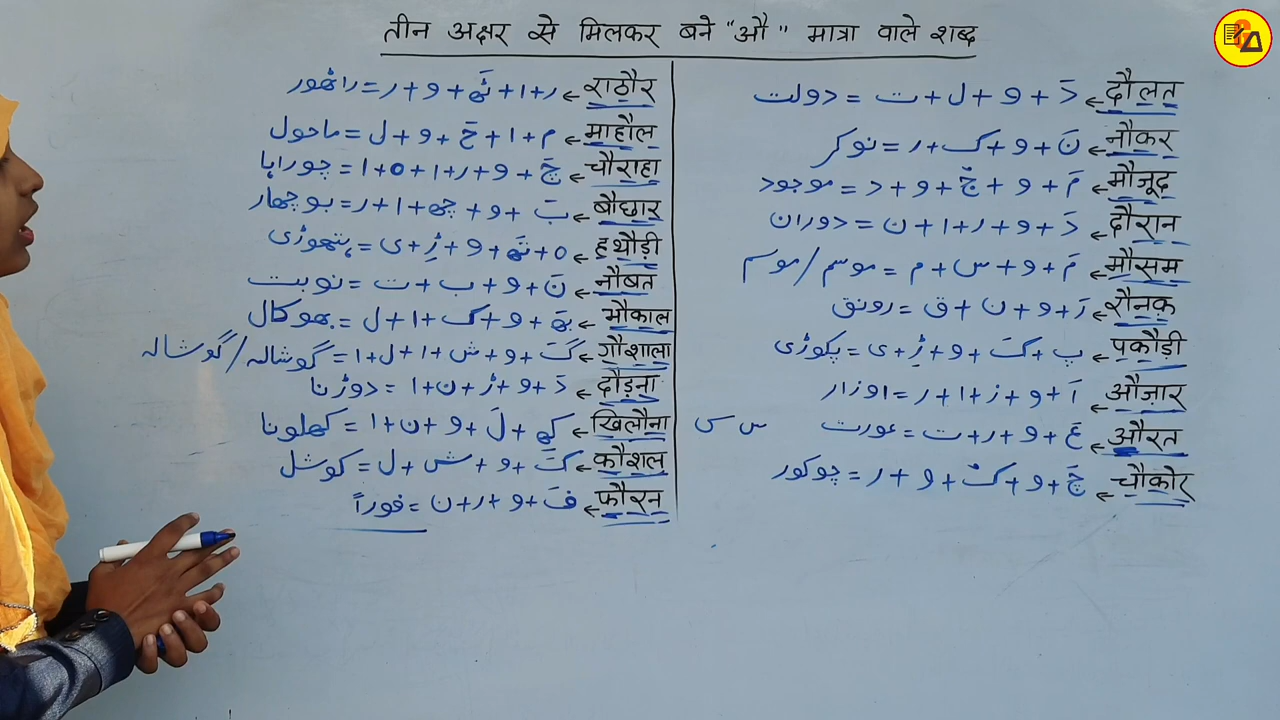 तीन अक्षर से मिलकर बने "औ" मात्रा वाले शब्द
दौलत ← دَ + و + ل + ت = دولت
नौकर ← نَ + و + ک + ر = نوکر
मौजूद ← مَ + و + جٗ + و + د = موجود
दौरान ← دَ + و + ر + ا + ن = دوران
मौसम ← مَ + و + س + م = موسم / موسم
रौनक़ ← رَ + و + ن + ق = رونق
पकौड़ी ← پ + کَ + و + ڑِ + ی = پکوڑی
औज़ार ← اَ + و + ز + ا + ر = اوزار
औरत ← عَ + و + ر + ت = عورت س س
चौकोर ← چَ + و + ک + و + ر = چوکور
राठौर ← ر + ا + ٹھَ + و + ر = راٹھور
माहौल ← م + ا + حَ + و + ل = ماحول
चौराहा ← چَ + و + ر + ا + ہ + ا = چوراہا
बौछार ← بَ + و + چھ + ا + ر = بوچھار
हथौड़ी ← ہ + تھَ + و + ڑِ + ی = ہتھوڑی
नौबत ← نَ + و + ب + ت = نوبت
भौकाल ← بھَ + و + ک + ا + ل = بھوکال
गौशाला ← گَ + و + ش + ا + ل + ا = گوشالہ / گوشالہ
दौड़ना ← دَ + و + ڑ + ن + ا = دوڑنا
खिलौना ← کھِ + لَ + و + ن + ا = کھلونا
कौशल ← کَ + و + ش + ل = کوشل
फौरन ← فَ + و + ر + ن = فوراً